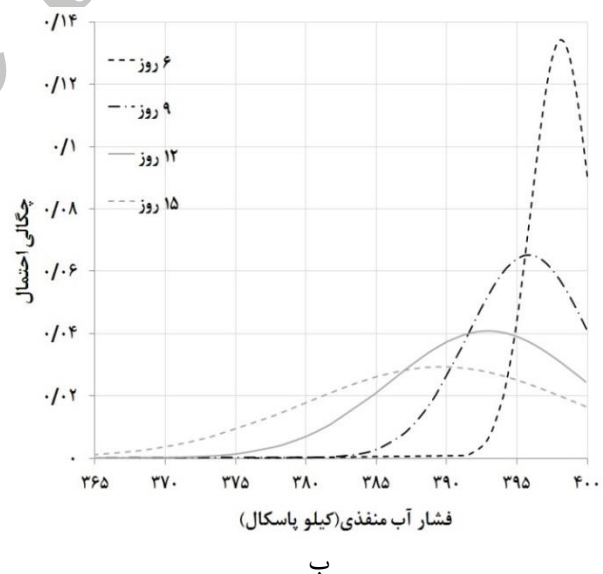 ۰/۱۴
۰/۱۲
۰/۱
۰/۰۸
۰/۰۶
۰/۰۴
۰/۰۲
۰
چگالی احتمال
۶ روز
۹ روز
۱۲ روز
۱۵ روز
۳۶۵ ۳۷۰ ۳۷۵ ۳۸۰ ۳۸۵ ۳۹۰ ۳۹۵ ۴۰۰
فشار آب منفذی(کیلو پاسکال)
ب